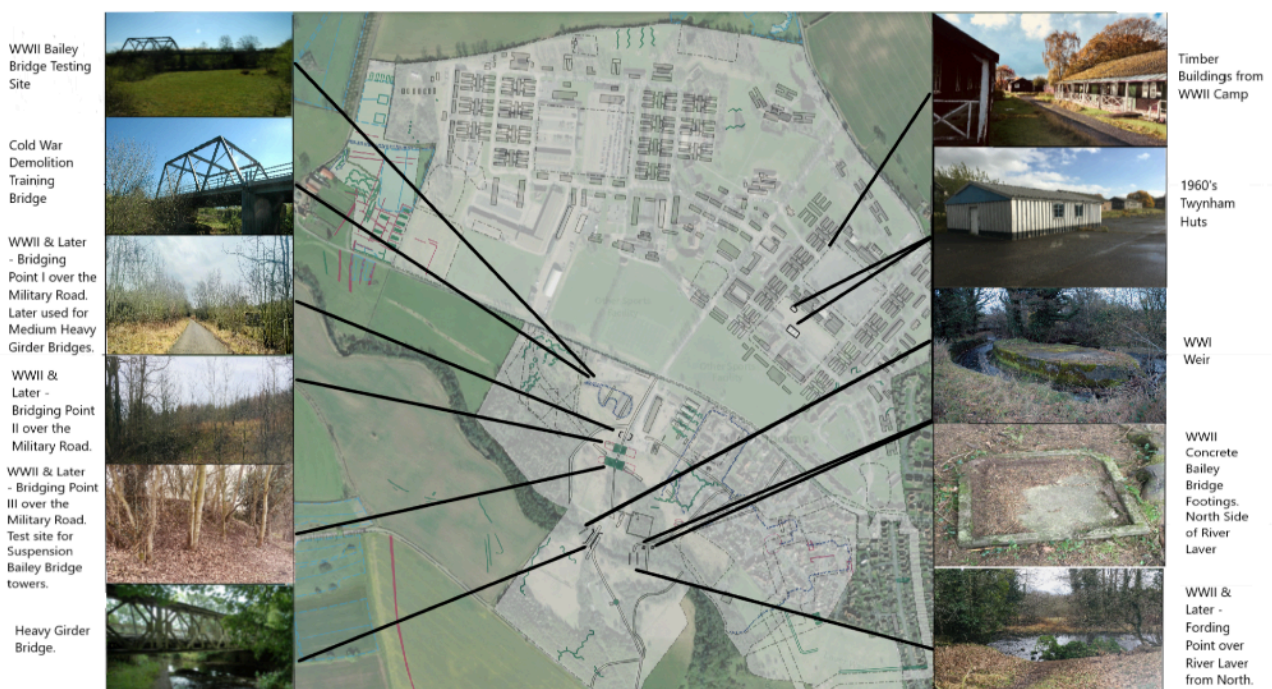 WWII Bailey
Bridge Testing
Site
Cold War
Demolition
Training
Bridge
WWII & Later
- Bridging
Point I over the
Military Road.
Later used for
Medium Heavy
Girder Bridges.
WWII &
Later -
Bridging Point
II over the
Military Road.
WWII & Later
- Bridging Point
III over the
Military Road.
Test site for
Suspension
Bailey Bridge
towers.
Heavy Girder
Bridge.
Timber
Buildings from
WWII Camp
1960's
Twynham
Huts
WWI
Weir
WWII
Concrete
Bailey
Bridge
Footings.
North Side
of River
Laver
WWII &
Later -
Fording
Point over
River Laver
from North.